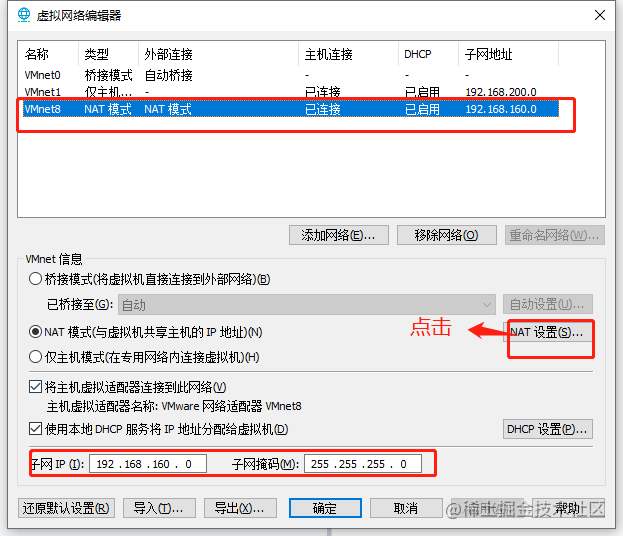 虚拟网络编辑器
名称 类型 外部连接 主机连接 DHCP 子网地址
VMnet0 桥接模式 自动桥接 - - -
VMnet1 仅主机... - 已连接 已启用 192.168.200.0
VMnet8 NAT 模式 NAT 模式 已连接 已启用 192.168.160.0
添加网络(E)... 移除网络(O) 重命名网络(W)...
VMnet 信息
桥接模式(将虚拟机直接连接到外部网络)(B)
已桥接至(G): 自动 自动设置(U)...
点击
NAT 模式(与虚拟机共享主机的 IP 地址)(N) NAT 设置(S)...
仅主机模式(在专用网络内连接虚拟机)(H)
将主机虚拟适配器连接到此网络(V)
主机虚拟适配器名称: VMware 网络适配器 VMnet8
使用本地 DHCP 服务将 IP 地址分配给虚拟机(D) DHCP 设置(P)...
子网 IP (I): 192 . 168 . 160 . 0 子网掩码(M): 255 . 255 . 255 . 0
还原默认设置(R) 导入(T)... 导出(X)... 确定 取消 帮助
@稀土掘金技术社区